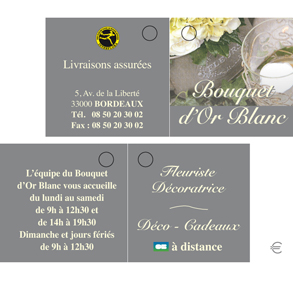 Livraisons assurées
5, Av. de la Liberté
33000 BORDEAUX
Tél. 08 50 20 30 02
Fax : 08 50 20 30 02
Bouquet
d'Or Blanc
L'équipe du Bouquet
d'Or Blanc vous accueille
du lundi au samedi
de 9h à 12h30 et
de 14h à 19h30
Dimanche et jours fériés
de 9h à 12h30
Fleuriste
Décoratrice
Déco - Cadeaux
à distance
€